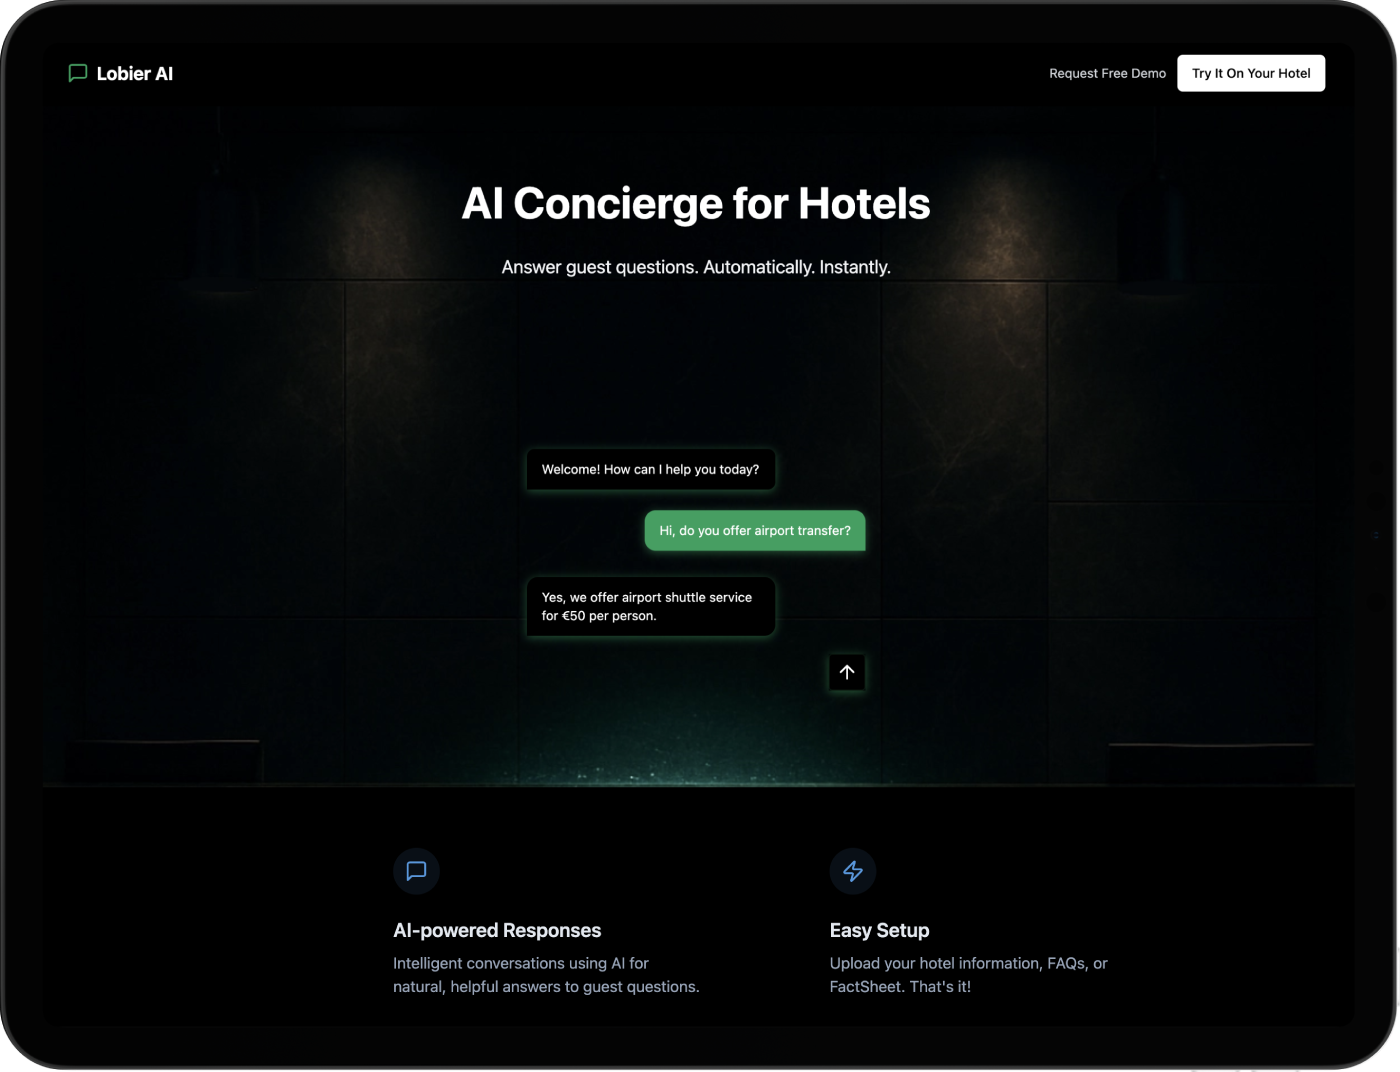 Lobier AI
Request Free Demo
Try It On Your Hotel
AI Concierge for Hotels
Answer guest questions. Automatically. Instantly.
Welcome! How can I help you today?
Hi, do you offer airport transfer?
Yes, we offer airport shuttle service
for €50 per person.
AI-powered Responses
Intelligent conversations using AI for
natural, helpful answers to guest questions.
Easy Setup
Upload your hotel information, FAQs, or
FactSheet. That's it!